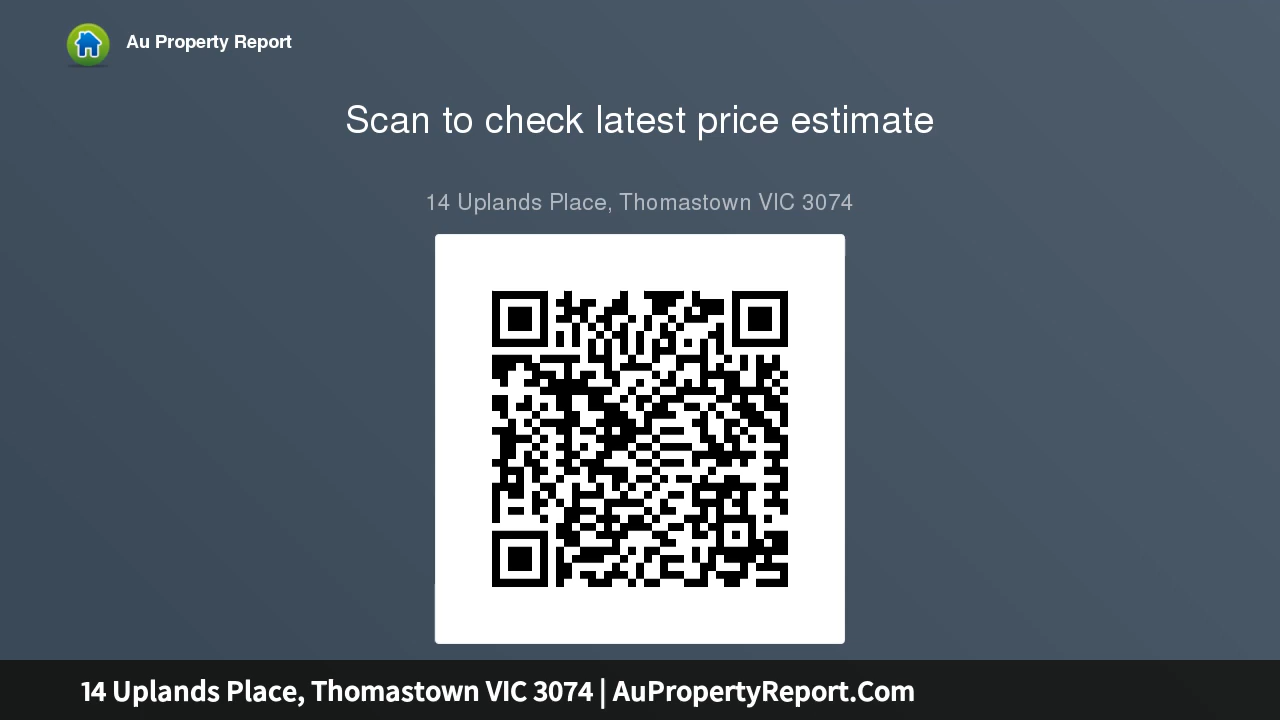 Au Property Report
Scan to check latest price estimate
14 Uplands Place, Thomastown VIC 3074
14 Uplands Place, Thomastown VIC 3074 | AuPropertyReport.Com